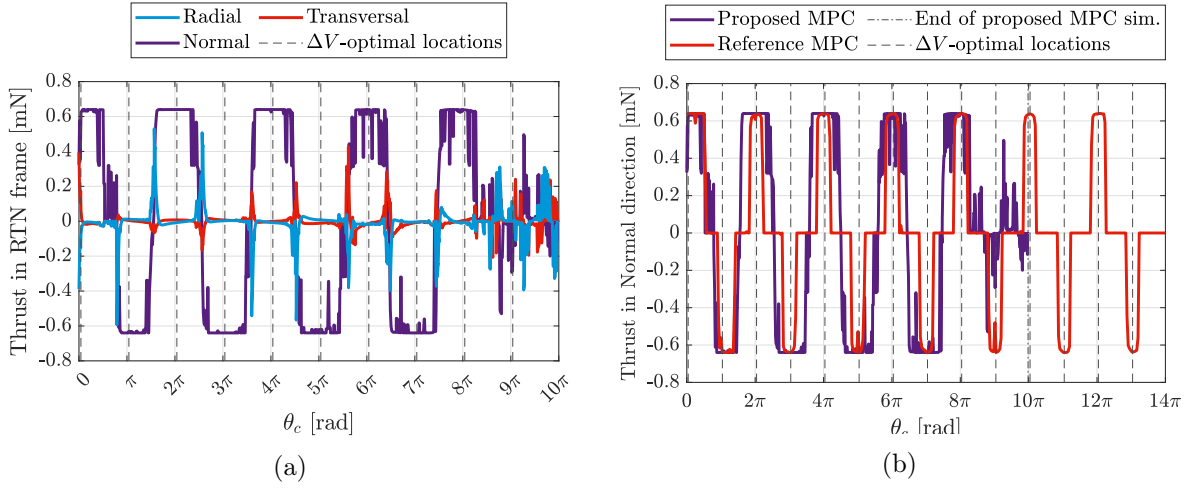 Radial Transversal
Normal ΔV-optimal locations
Thrust in RTN frame [mN]
0.8
0.6
0.4
0.2
0
-0.2
-0.4
-0.6
-0.8
0 π 2π 3π 4π 5π 6π 7π 8π 9π 10π
θc [rad]
(a)
Proposed MPC End of proposed MPC sim.
Reference MPC ΔV-optimal locations
Thrust in Normal direction [mN]
0.8
0.6
0.4
0.2
0
-0.2
-0.4
-0.6
-0.8
0 2π 4π 6π 8π 10π 12π 14π
θc [rad]
(b)